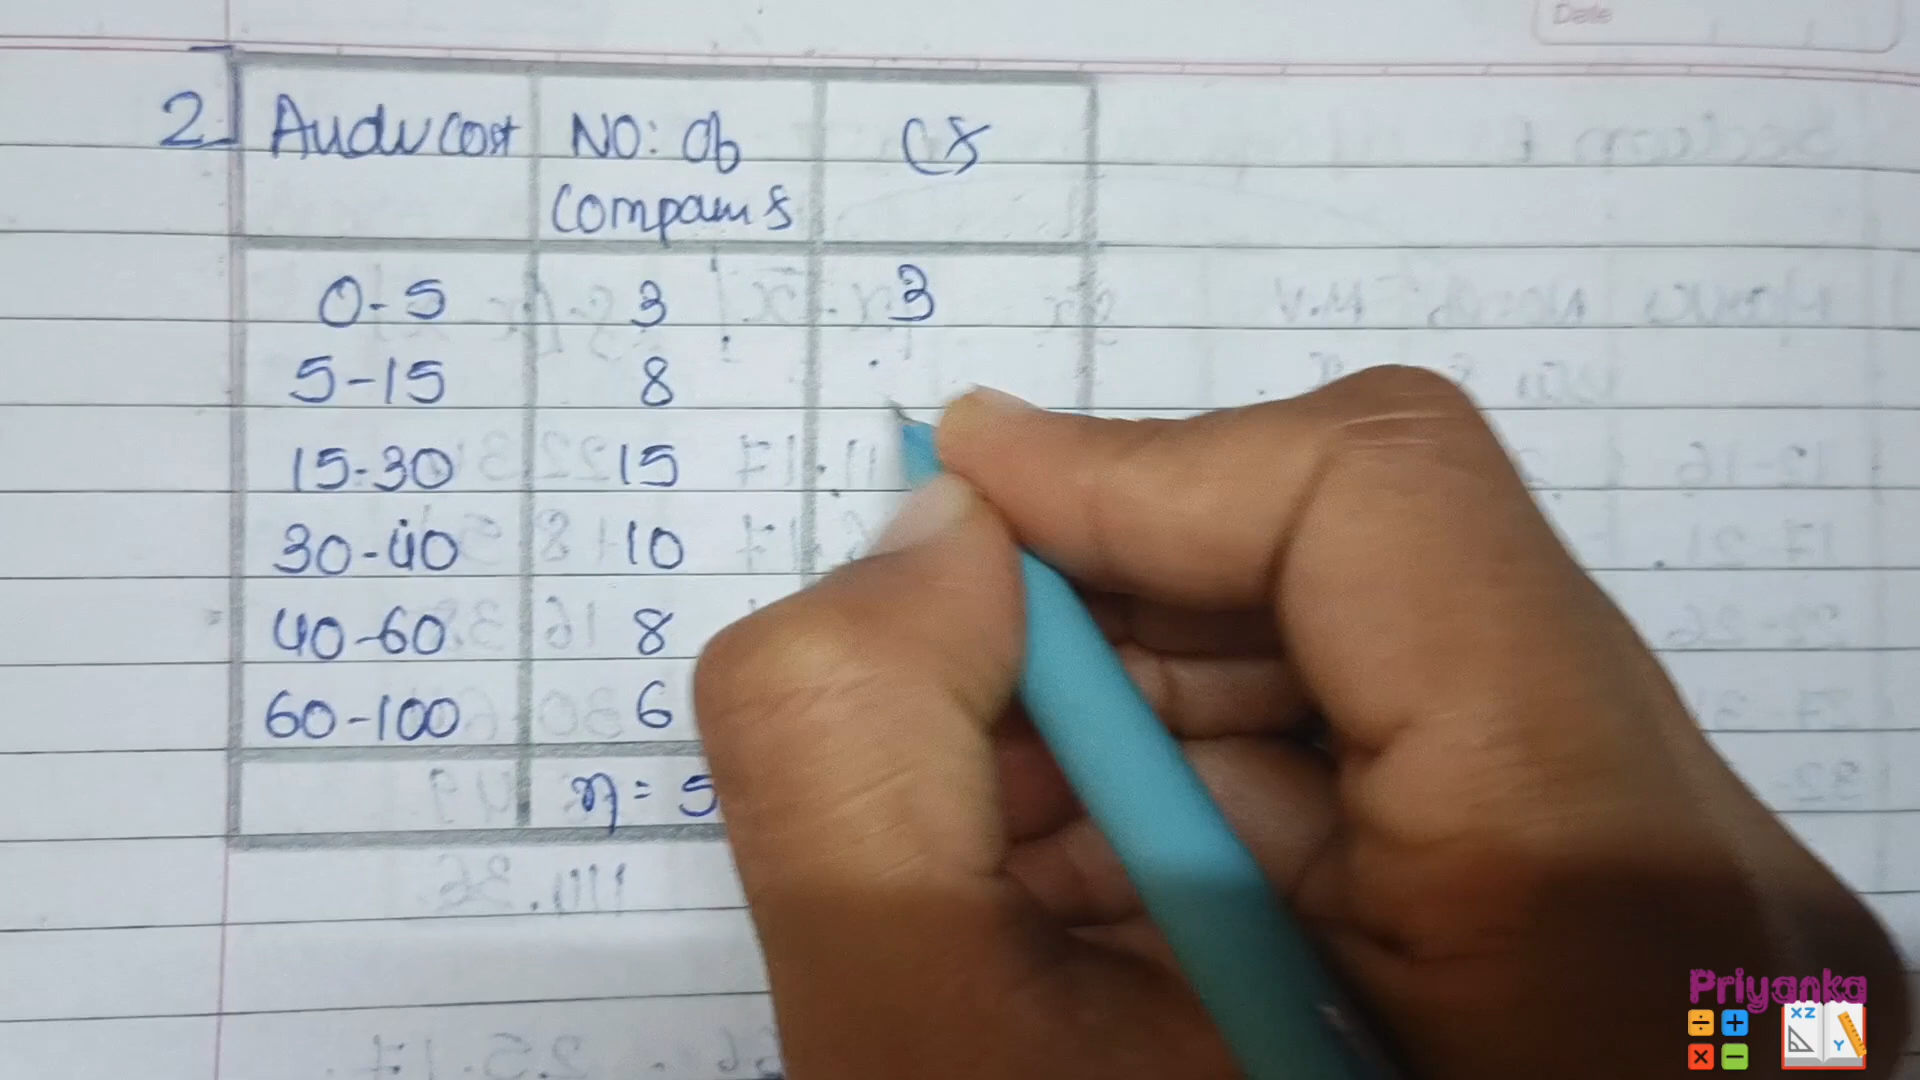 Date
2] Audit cost NO: Of Companies Cf
0-5 3 3
5-15 8
15-30 15
30-40 10
40-60 8
60-100 6
n = 5
Priyanka
XZ
Y